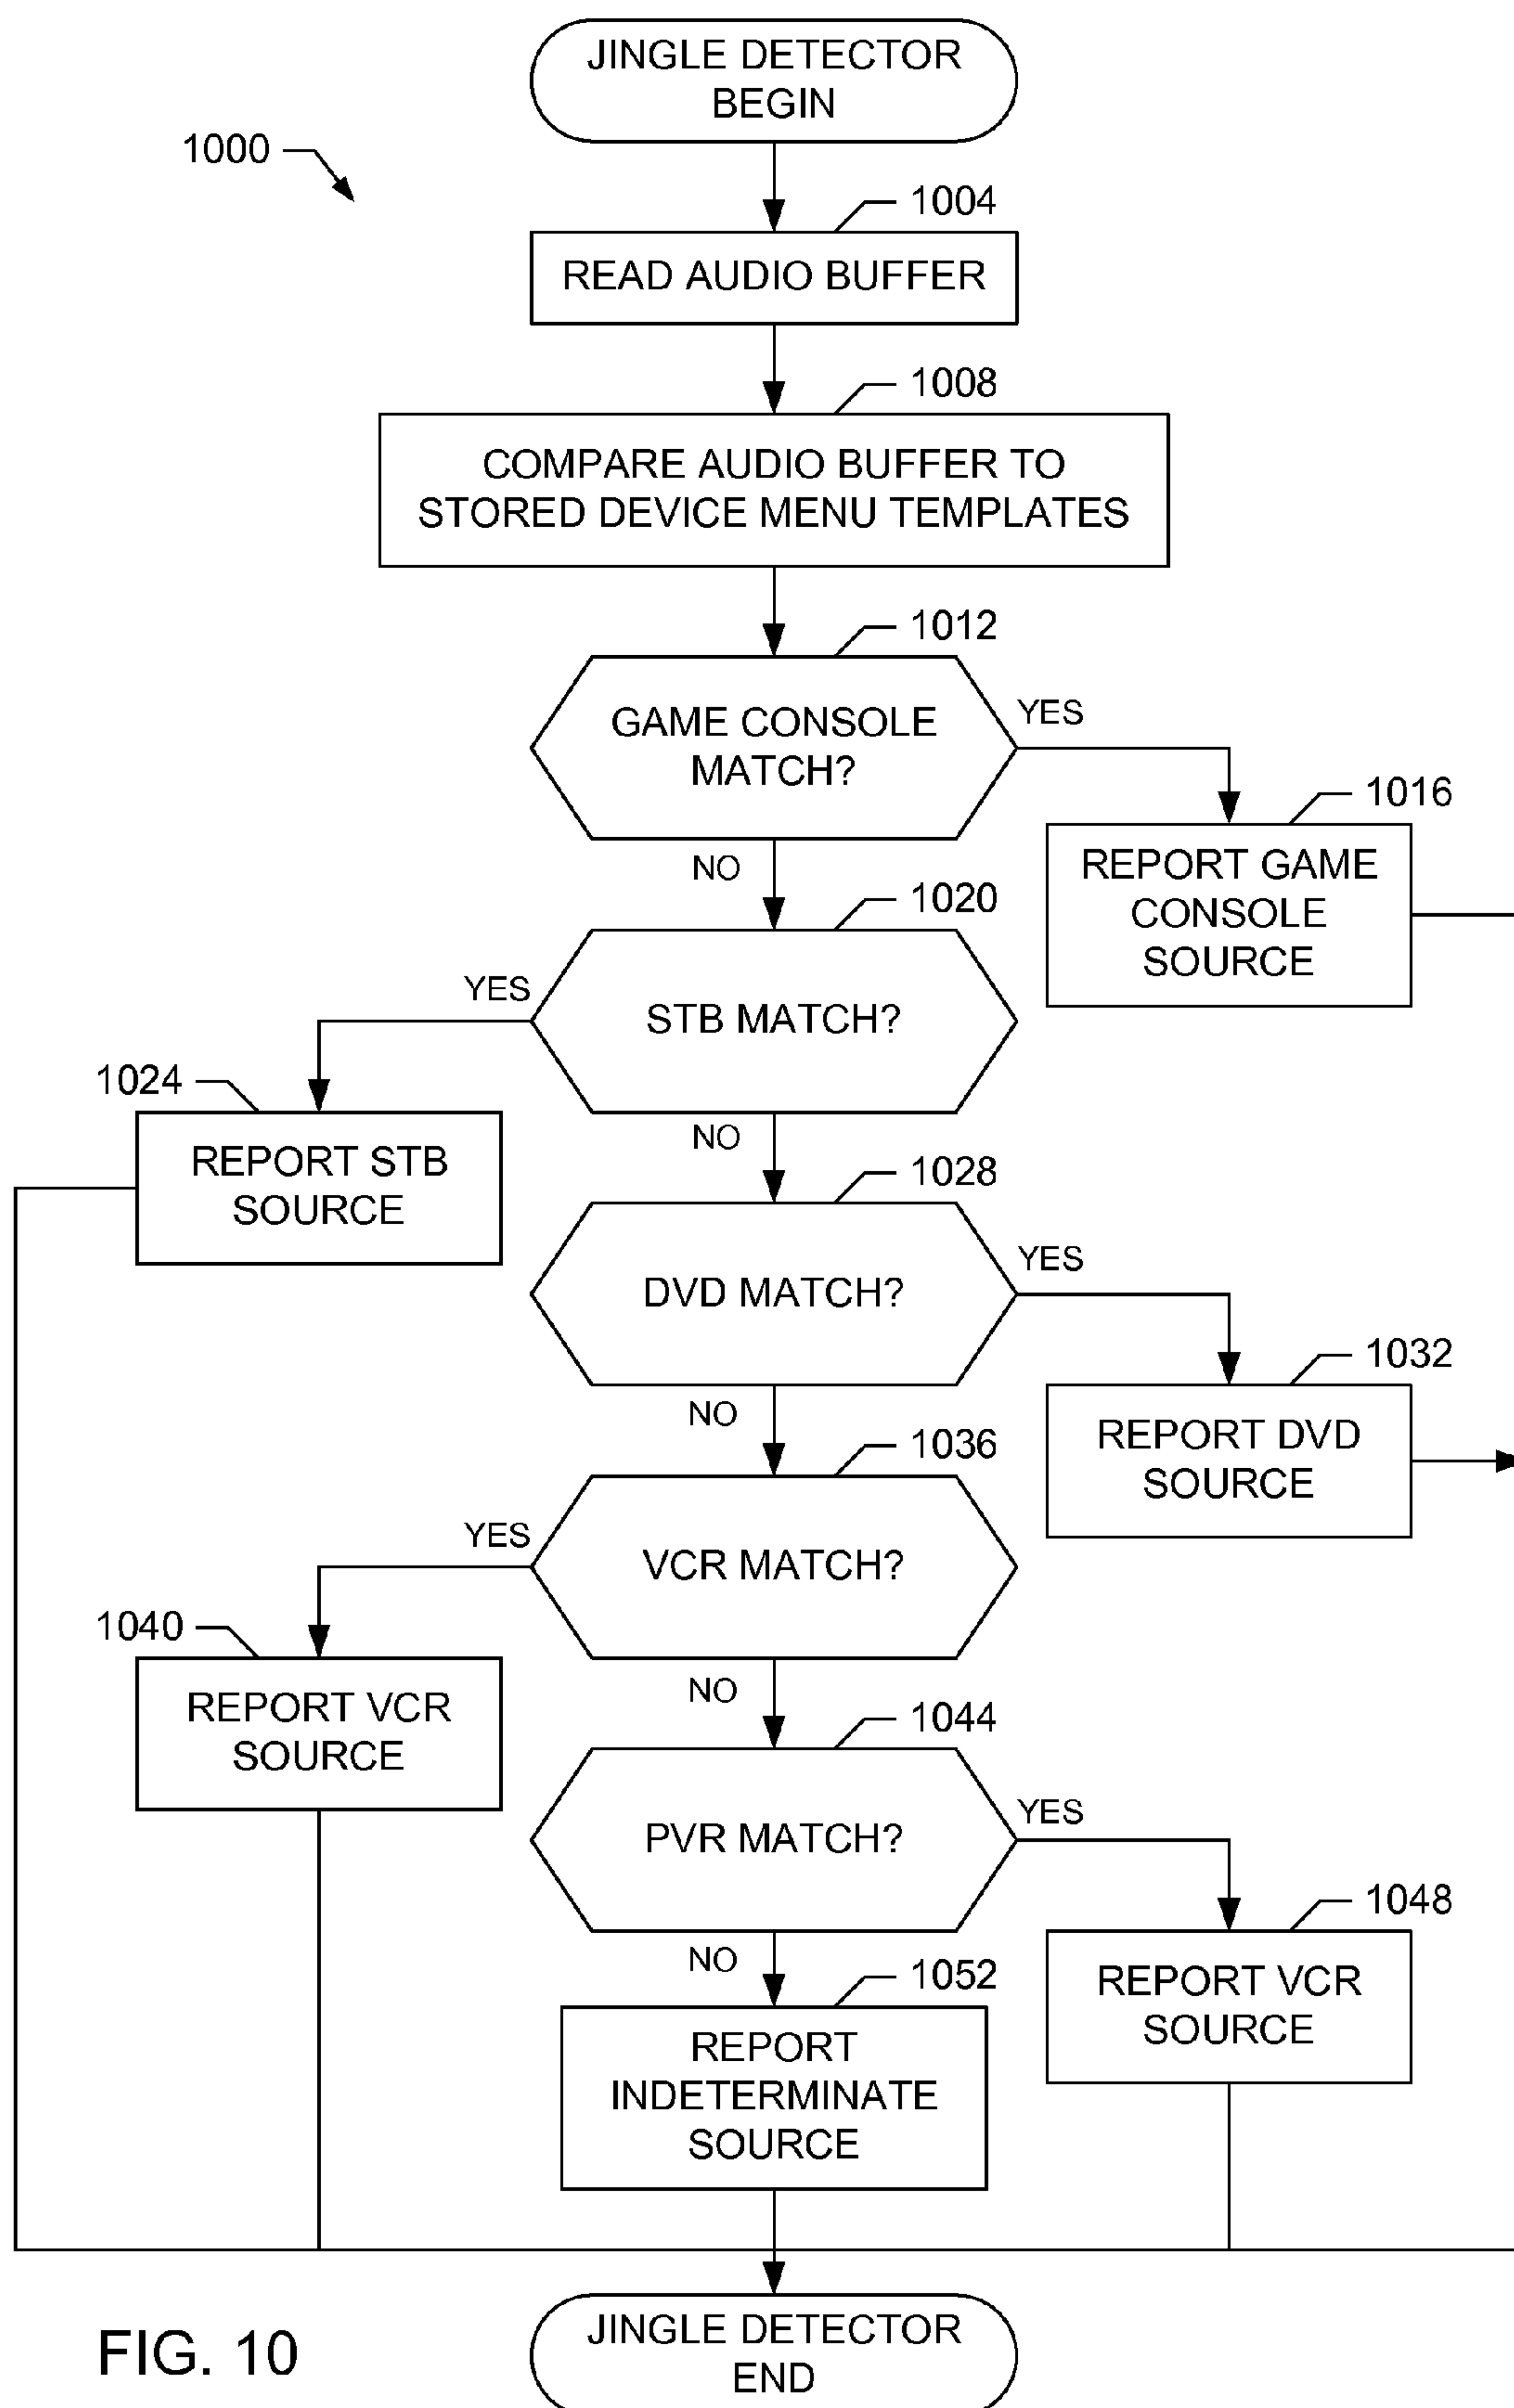 JINGLE DETECTOR
BEGIN
1000
1004
READ AUDIO BUFFER
1008
COMPARE AUDIO BUFFER TO
STORED DEVICE MENU TEMPLATES
1012
GAME CONSOLE
MATCH?
YES
1016
REPORT GAME
CONSOLE
SOURCE
NO
1020
STB MATCH?
YES
1024
REPORT STB
SOURCE
NO
1028
DVD MATCH?
YES
1032
REPORT DVD
SOURCE
NO
1036
VCR MATCH?
YES
1040
REPORT VCR
SOURCE
NO
1044
PVR MATCH?
YES
1048
REPORT VCR
SOURCE
NO
1052
REPORT
INDETERMINATE
SOURCE
JINGLE DETECTOR
END
FIG. 10